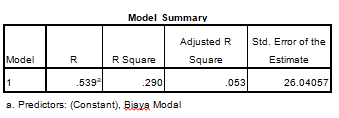 Model Summary
Model R R Square Adjusted R Square Std. Error of the Estimate
1 .539a .290 .053 26.04057
a. Predictors: (Constant), Biaya Modal